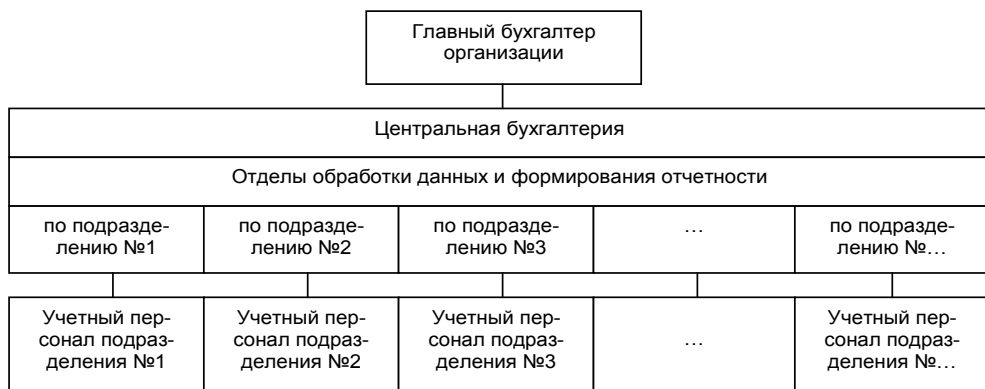 Главный бухгалтер
организации
Центральная бухгалтерия
Отделы обработки данных и формирования отчетности
по подразде-
лению №1
по подразде-
лению №2
по подразде-
лению №3
…
по подразде-
лению №…
Учетный пер-
сонал подраз-
деления №1
Учетный пер-
сонал подраз-
деления №2
Учетный пер-
сонал подраз-
деления №3
…
Учетный пер-
сонал подраз-
деления №…